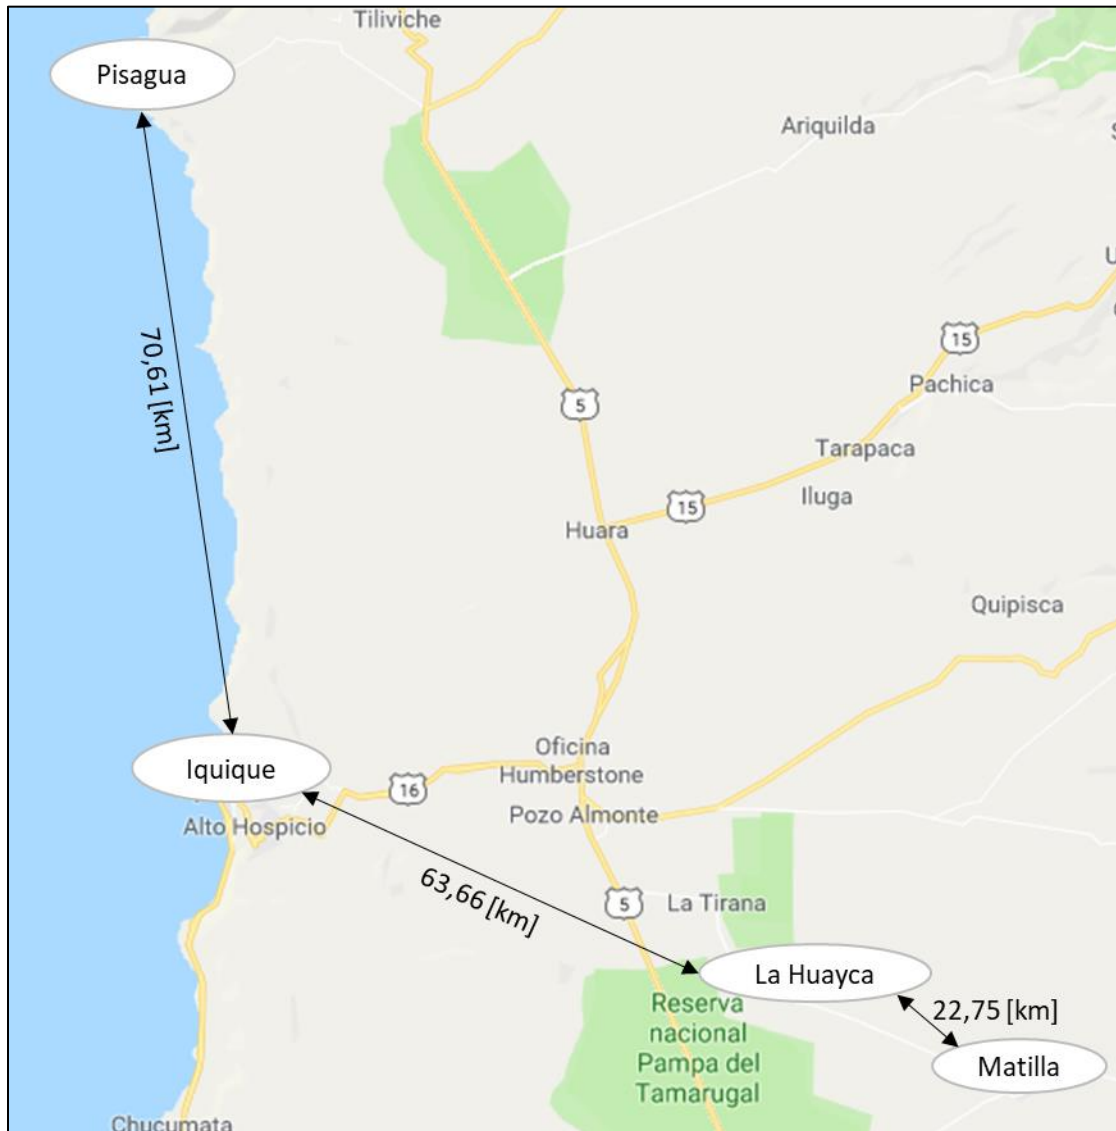 Tiliviche
Pisagua
Ariquilda
70,61 [km]
15
Pachica
5
Tarapaca
Iluga
15
Huara
Quipisca
Oficina
Humberstone
Iquique
16
Pozo Almonte
Alto Hospicio
63,66 [km]
5
La Tirana
La Huayca
Reserva
nacional
Pampa del
Tamarugal
22,75 [km]
Matilla
Chucumata